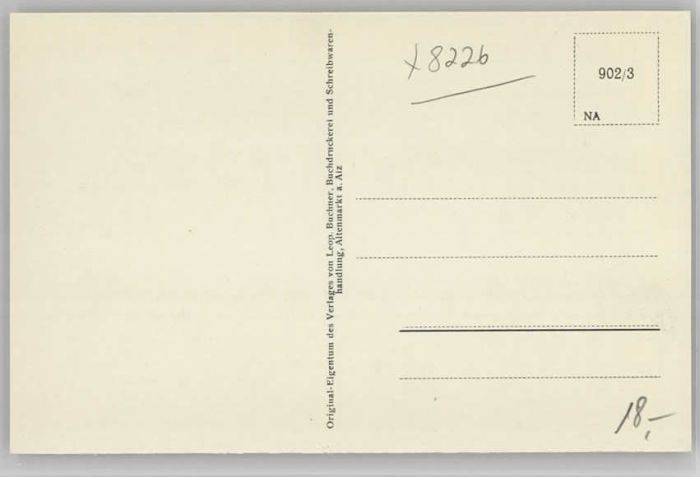 x8226
902/3
NA
Original-Eigentum des Verlages von Leop. Buchner, Buchdruckerei und Schreibwaren-
handlung, Altenmarkt a. Alz
18,-